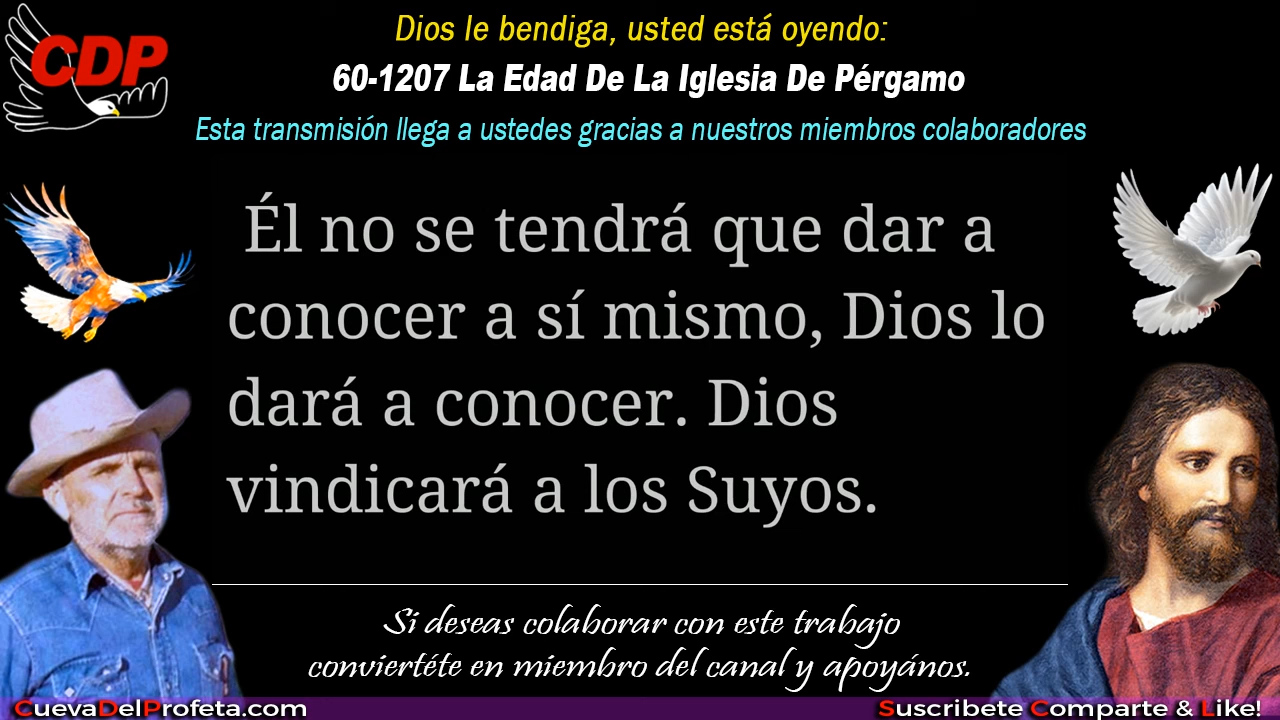 CDP
Dios le bendiga, usted está oyendo:
60-1207 La Edad De La Iglesia De Pérgamo
Esta transmisión llega a ustedes gracias a nuestros miembros colaboradores
Él no se tendrá que dar a
conocer a sí mismo, Dios lo
dará a conocer. Dios
vindicará a los Suyos.
Si deseas colaborar con este trabajo
conviertéte en miembro del canal y apoyános.
CuevaDelProfeta.com
Suscribete Comparte & Like!